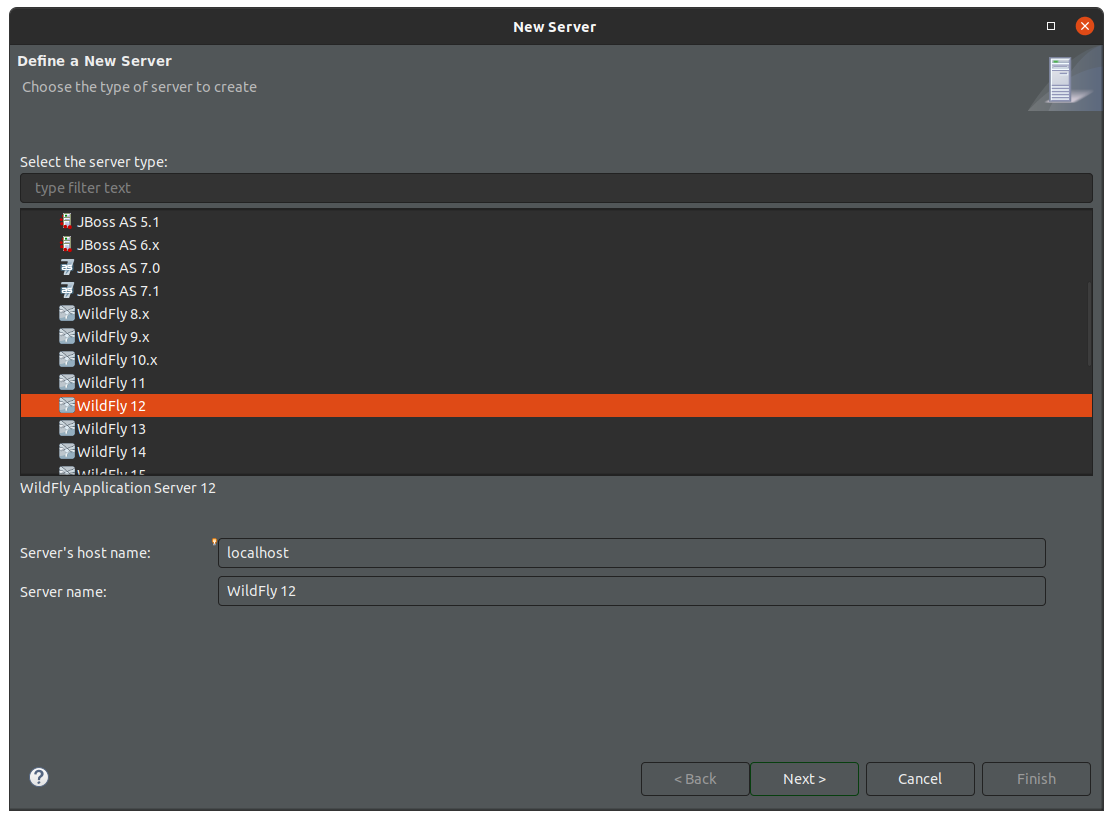 New Server
Define a New Server
Choose the type of server to create
Select the server type:
type filter text
JBoss AS 5.1
JBoss AS 6.x
JBoss AS 7.0
JBoss AS 7.1
WildFly 8.x
WildFly 9.x
WildFly 10.x
WildFly 11
WildFly 12
WildFly 13
WildFly 14
WildFly 15
WildFly Application Server 12
Server's host name:
localhost
Server name:
WildFly 12
< Back
Next >
Cancel
Finish